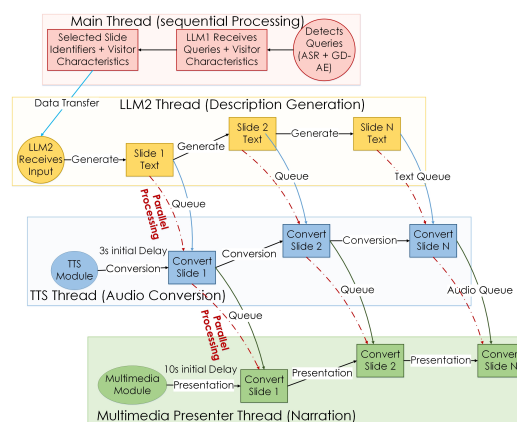 Main Thread (sequential Processing)
Selected Slide
Identifiers + Visitor
Characteristics
LLM1 Receives
Queries + Visitor
Characteristics
Detects
Queries
(ASR + GD-
AE)
Data Transfer
LLM2 Thread (Description Generation)
LLM2
Receives
Input
Generate
Slide 1
Text
Generate
Slide 2
Text
Generate
Slide N
Text
Parallel
Processing
Queue
Queue
Text Queue
3s initial Delay
TTS
Module
Conversion
Convert
Slide 1
Conversion
Convert
Slide 2
Conversion
Convert
Slide N
TTS Thread (Audio Conversion)
Parallel
Processing
Queue
Queue
Audio Queue
10s initial Delay
Multimedia
Module
Presentation
Convert
Slide 1
Presentation
Convert
Slide 2
Presentation
Convert
Slide N
Multimedia Presenter Thread (Narration)